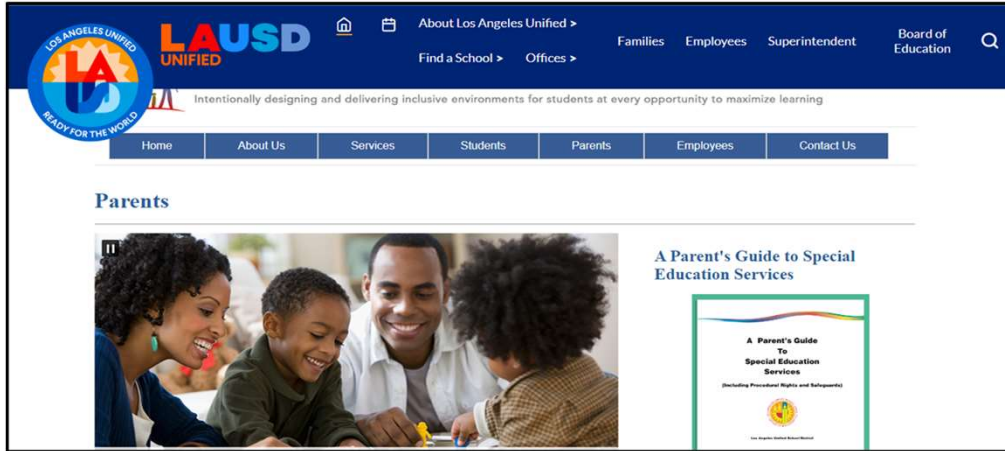 LOS ANGELES UNIFIED
LA
US
READY FOR THE WORLD
LAUSD
UNIFIED
About Los Angeles Unified >
Find a School >
Offices >
Families
Employees
Superintendent
Board of
Education
Intentionally designing and delivering inclusive environments for students at every opportunity to maximize learning
Home
About Us
Services
Students
Parents
Employees
Contact Us
Parents
A Parent's Guide to Special
Education Services
A Parent's Guide
To
Special Education
Services
(Including Procedural Rights and Safeguards)
Los Angeles Unified School District